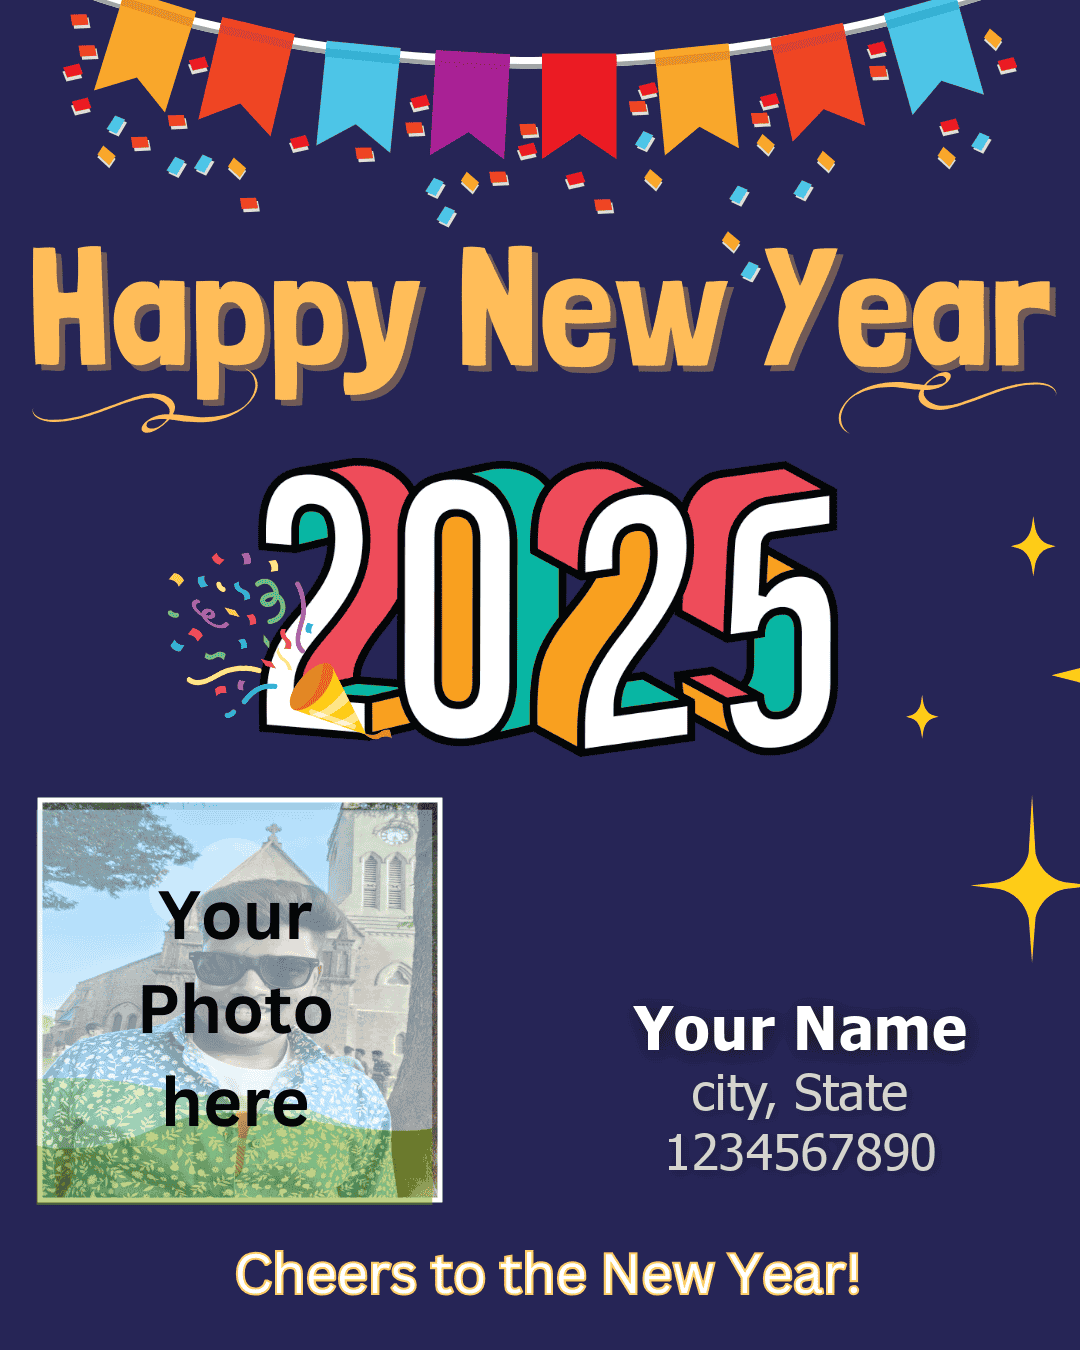 Happy New Year
2025
Your
Photo
here
Your Name
city, State
1234567890
Cheers to the New Year!